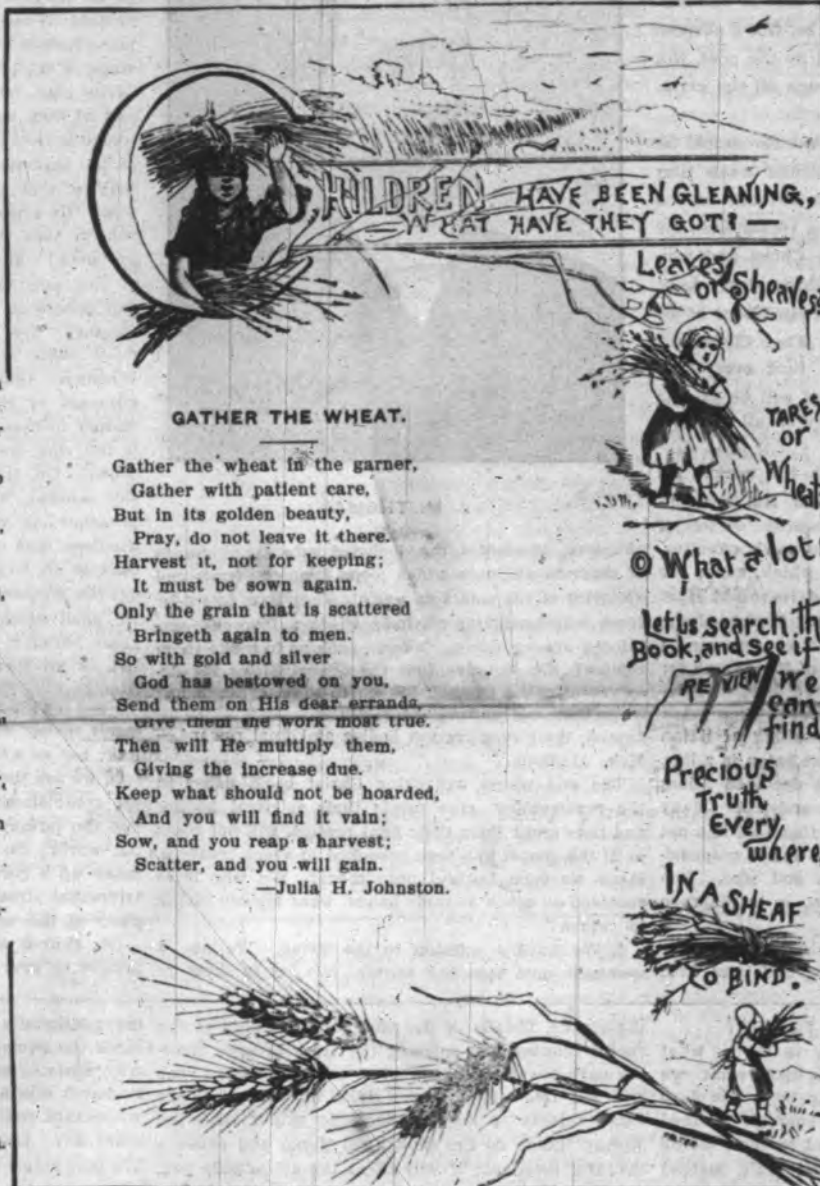 CHILDREN HAVE BEEN GLEANING,
WHAT HAVE THEY GOT?
Leaves
or Sheaves?
TARES
or
Wheat
O What a lot!
Let us search th
Book, and see if
REVIEW We
can
find
Precious
Truth
Every
where
IN A SHEAF
TO BIND.
GATHER THE WHEAT.
Gather the wheat in the garner,
Gather with patient care,
But in its golden beauty,
Pray, do not leave it there.
Harvest it, not for keeping;
It must be sown again.
Only the grain that is scattered
Bringeth again to men.
So with gold and silver
God has bestowed on you,
Send them on His dear errands,
Give them the work most true.
Then will He multiply them,
Giving the increase due.
Keep what should not be hoarded,
And you will find it vain;
Sow, and you reap a harvest;
Scatter, and you will gain.
—Julia H. Johnston.